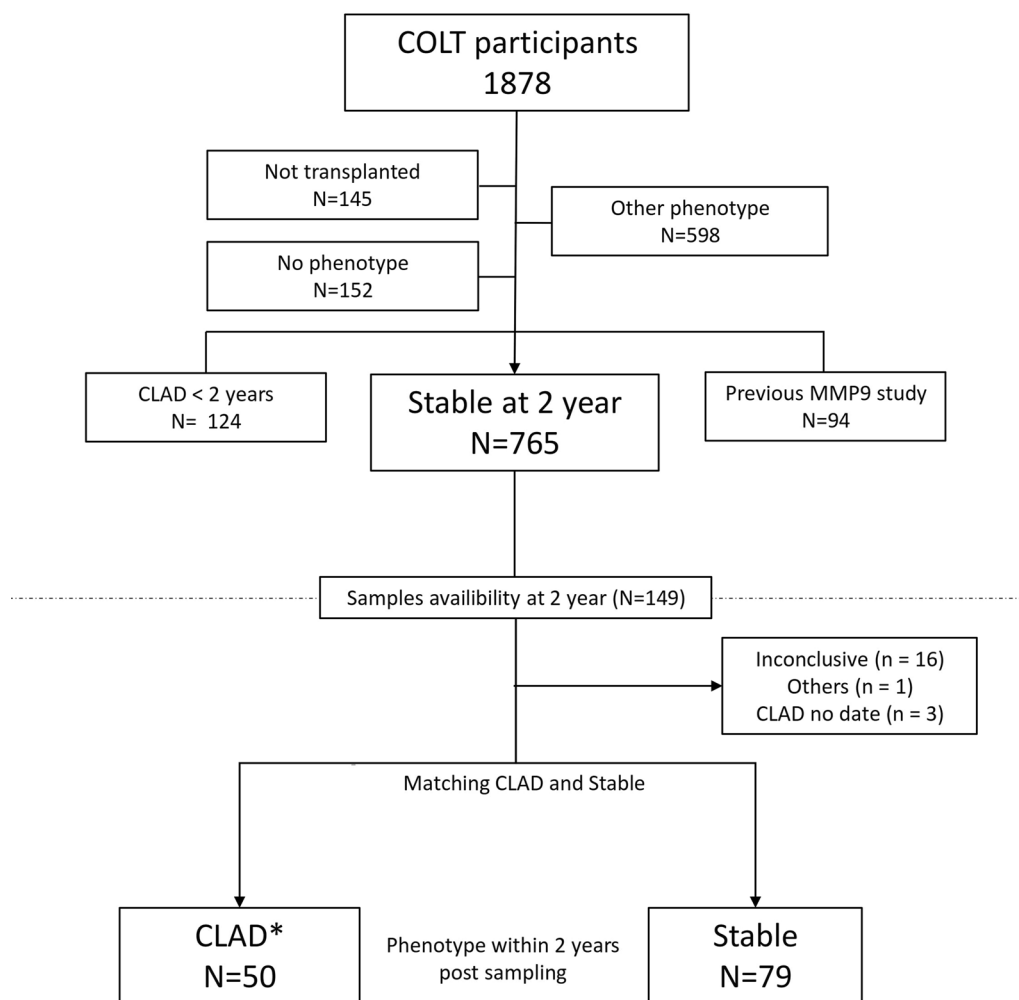 COLT participants
1878
Not transplanted
N=145
Other phenotype
N=598
No phenotype
N=152
CLAD < 2 years
N= 124
Stable at 2 year
N=765
Previous MMP9 study
N=94
Samples availibility at 2 year (N=149)
Inconclusive (n = 16)
Others (n = 1)
CLAD no date (n = 3)
Matching CLAD and Stable
CLAD*
N=50
Phenotype within 2 years
post sampling
Stable
N=79